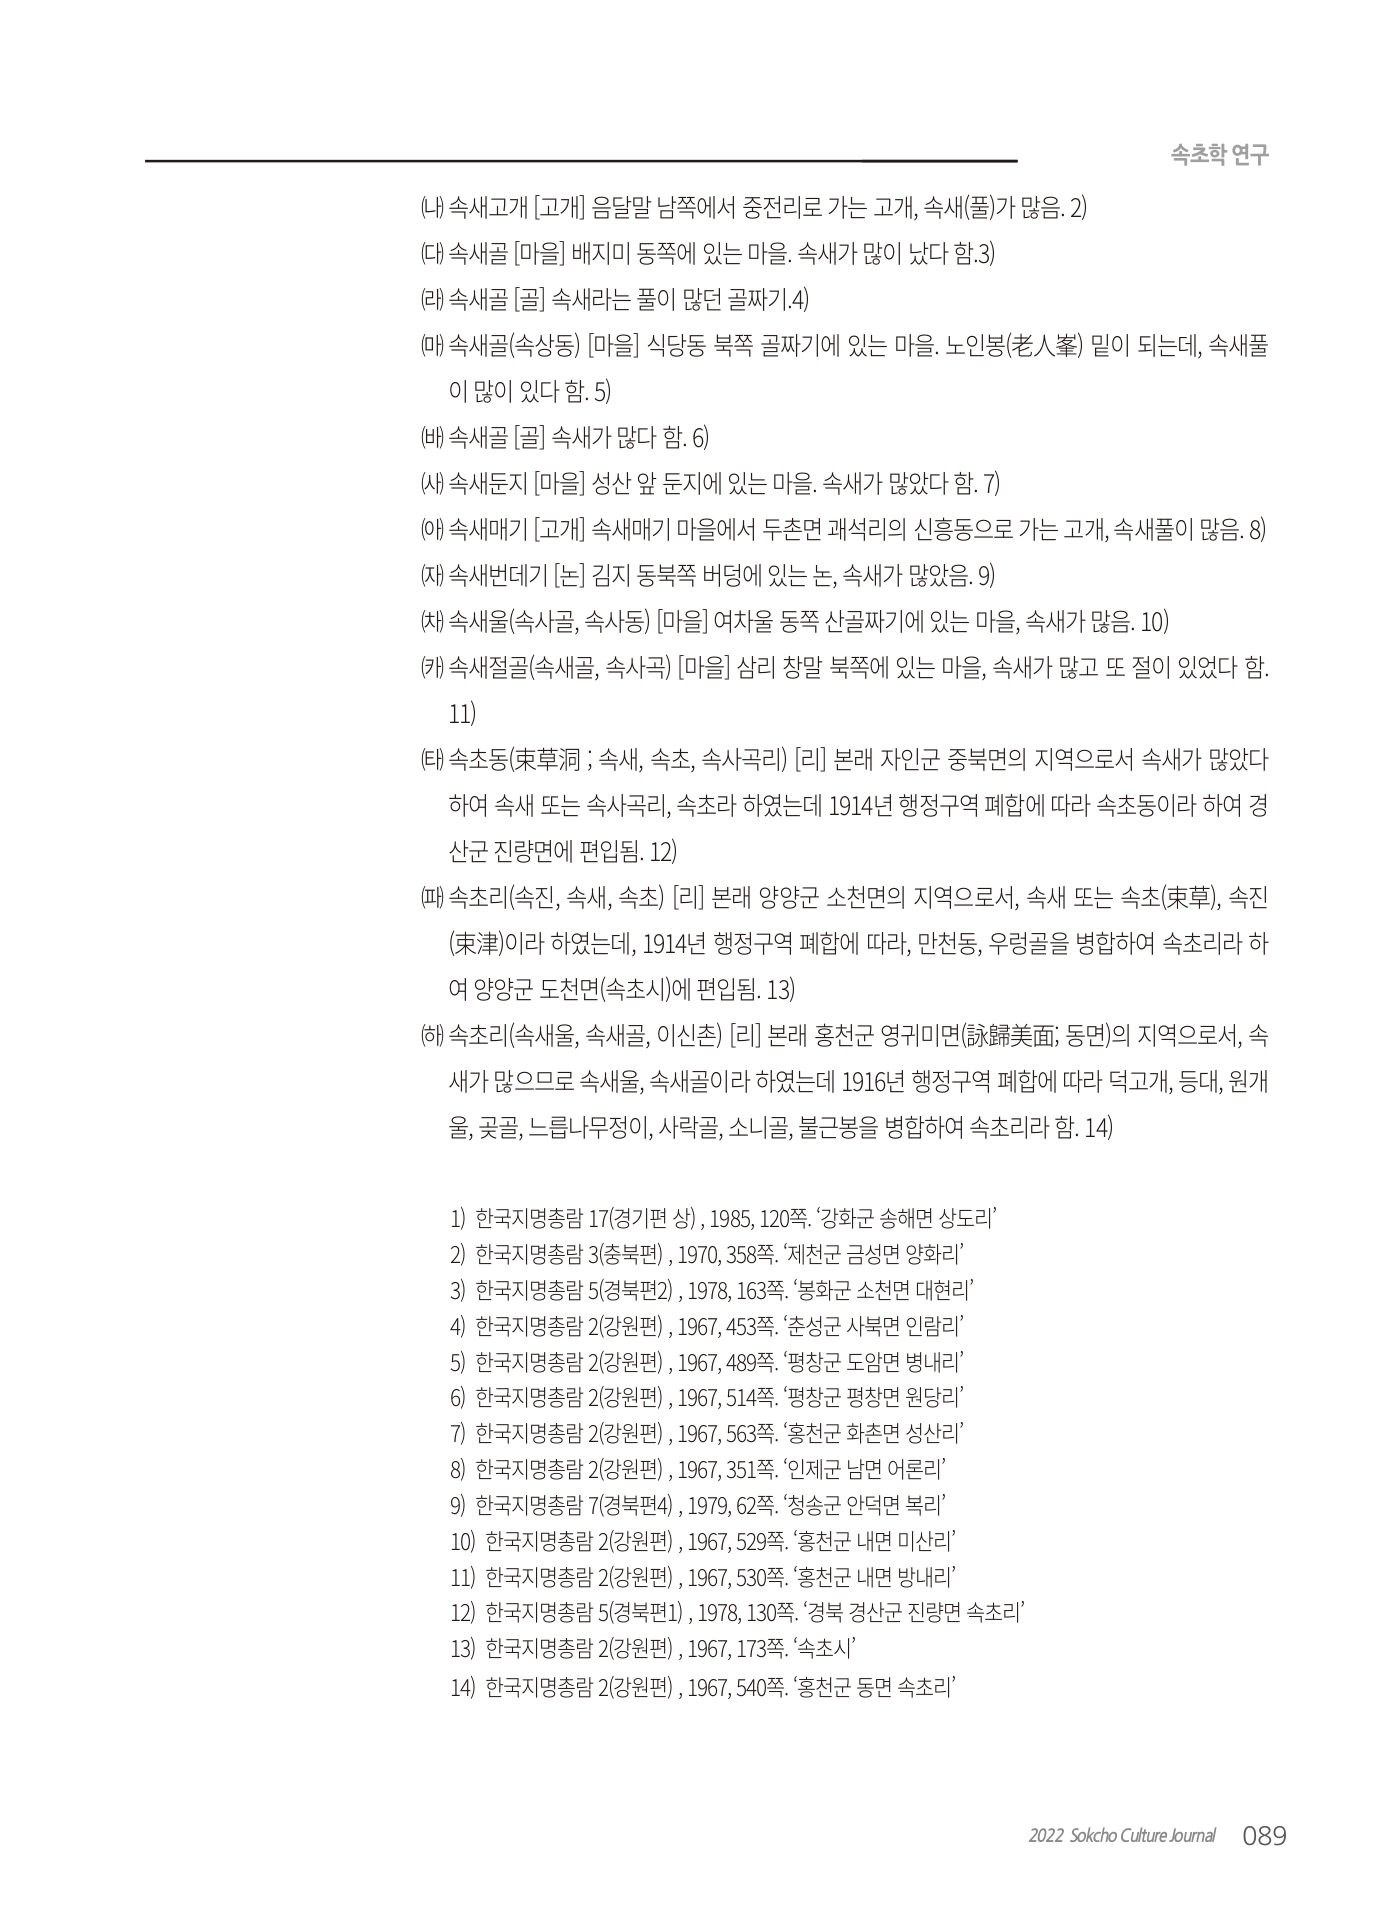 속초학 연구
㈏ 속새고개 [고개] 음달말 남쪽에서 중전리로 가는 고개, 속새(풀)가 많음. 2)
㈐ 속새골 [마을] 배지미 동쪽에 있는 마을. 속새가 많이 났다 함.3)
㈑ 속새골 [골] 속새라는 풀이 많던 골짜기.4)
㈒ 속새골(속상동) [마을] 식당동 북쪽 골짜기에 있는 마을. 노인봉(老人峯) 밑이 되는데, 속새풀
이 많이 있다 함. 5)
㈓ 속새골 [골] 속새가 많다 함. 6)
㈔ 속새둔지 [마을] 성산 앞 둔지에 있는 마을. 속새가 많았다 함. 7)
㈕ 속새매기 [고개] 속새매기 마을에서 두촌면 괘석리의 신흥동으로 가는 고개, 속새풀이 많음. 8)
㈖ 속새번데기 [논] 김지 동북쪽 버덩에 있는 논, 속새가 많았음. 9)
㈗ 속새울(속사골, 속사동) [마을] 여차울 동쪽 산골짜기에 있는 마을, 속새가 많음. 10)
㈘ 속새절골(속새골, 속사곡) [마을] 삼리 창말 북쪽에 있는 마을, 속새가 많고 또 절이 있었다 함.
11)
㈙ 속초동(束草洞 ; 속새, 속초, 속사곡리) [리] 본래 자인군 중북면의 지역으로서 속새가 많았다
하여 속새 또는 속사곡리, 속초라 하였는데 1914년 행정구역 폐합에 따라 속초동이라 하여 경
산군 진량면에 편입됨. 12)
㈚ 속초리(속진, 속새, 속초) [리] 본래 양양군 소천면의 지역으로서, 속새 또는 속초(束草), 속진
(束津)이라 하였는데, 1914년 행정구역 폐합에 따라, 만천동, 우렁골을 병합하여 속초리라 하
여 양양군 도천면(속초시)에 편입됨. 13)
㈛ 속초리(속새울, 속새골, 이신촌) [리] 본래 홍천군 영귀미면(詠歸美面; 동면)의 지역으로서, 속
새가 많으므로 속새울, 속새골이라 하였는데 1916년 행정구역 폐합에 따라 덕고개, 등대, 원개
울, 곶골, 느릅나무정이, 사락골, 소니골, 불근봉을 병합하여 속초리라 함. 14)
1) 한국지명총람 17(경기편 상) , 1985, 120쪽. ‘강화군 송해면 상도리’
2) 한국지명총람 3(충북편) , 1970, 358쪽. ‘제천군 금성면 양화리’
3) 한국지명총람 5(경북편2) , 1978, 163쪽. ‘봉화군 소천면 대현리’
4) 한국지명총람 2(강원편) , 1967, 453쪽. ‘춘성군 사북면 인람리’
5) 한국지명총람 2(강원편) , 1967, 489쪽. ‘평창군 도암면 병내리’
6) 한국지명총람 2(강원편) , 1967, 514쪽. ‘평창군 평창면 원당리’
7) 한국지명총람 2(강원편) , 1967, 563쪽. ‘홍천군 화촌면 성산리’
8) 한국지명총람 2(강원편) , 1967, 351쪽. ‘인제군 남면 어론리’
9) 한국지명총람 7(경북편4) , 1979, 62쪽. ‘청송군 안덕면 복리’
10) 한국지명총람 2(강원편) , 1967, 529쪽. ‘홍천군 내면 미산리’
11) 한국지명총람 2(강원편) , 1967, 530쪽. ‘홍천군 내면 방내리’
12) 한국지명총람 5(경북편1) , 1978, 130쪽. ‘경북 경산군 진량면 속초리’
13) 한국지명총람 2(강원편) , 1967, 173쪽. ‘속초시’
14) 한국지명총람 2(강원편) , 1967, 540쪽. ‘홍천군 동면 속초리’
2022 Sokcho Culture Journal 089